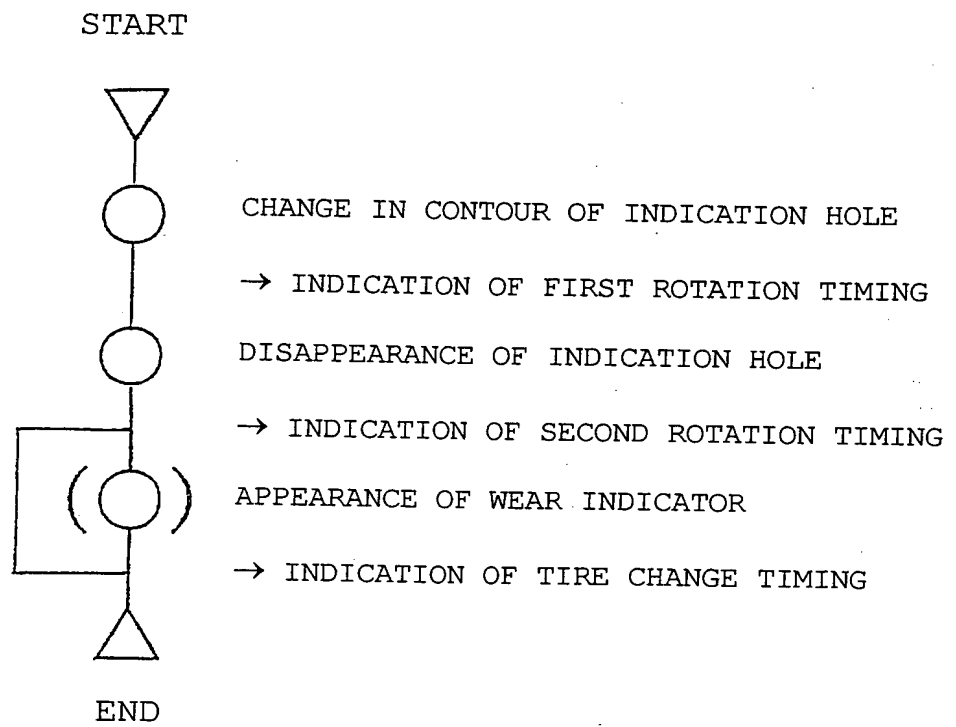 START
CHANGE IN CONTOUR OF INDICATION HOLE
→ INDICATION OF FIRST ROTATION TIMING
DISAPPEARANCE OF INDICATION HOLE
→ INDICATION OF SECOND ROTATION TIMING
APPEARANCE OF WEAR INDICATOR
→ INDICATION OF TIRE CHANGE TIMING
END